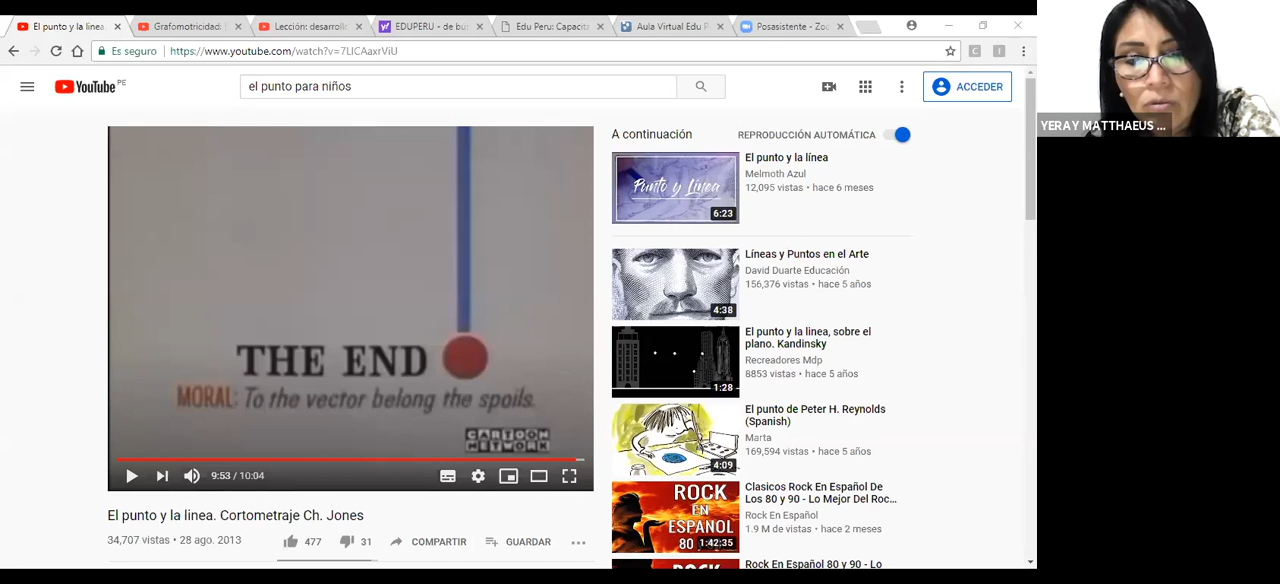 El punto y la linea.
Grafomotricidad:
Lección: desarrollo
EDUPERU - de bús
Edu Peru: Capacita
Aula Virtual Edu P
Posasistente - Zoo
Es seguro
https://www.youtube.com/watch?v=7LICAaxrViU
YouTube PE
el punto para niños
ACCEDER
YERAY MATTHAEUS ...
THE END
MORAL: To the vector belong the spoils.
CARTOON
NETWORK
9:53 / 10:04
El punto y la linea. Cortometraje Ch. Jones
34,707 vistas • 28 ago. 2013
477
31
COMPARTIR
GUARDAR
A continuación
REPRODUCCIÓN AUTOMÁTICA
Punto y Línea
6:23
El punto y la línea
Melmoth Azul
12,095 vistas • hace 6 meses
4:38
Líneas y Puntos en el Arte
David Duarte Educación
156,376 vistas • hace 5 años
1:28
El punto y la linea, sobre el
plano. Kandinsky
Recreadores Mdp
8853 vistas • hace 5 años
4:09
El punto de Peter H. Reynolds
(Spanish)
Marta
169,594 vistas • hace 5 años
ROCK
EN
ESPAÑOL
80
1:42:35
Clasicos Rock En Español De
Los 80 y 90 - Lo Mejor Del Roc...
Rock En Español
1.9 M de vistas • hace 2 meses
Rock En Español 80 y 90 - Lo